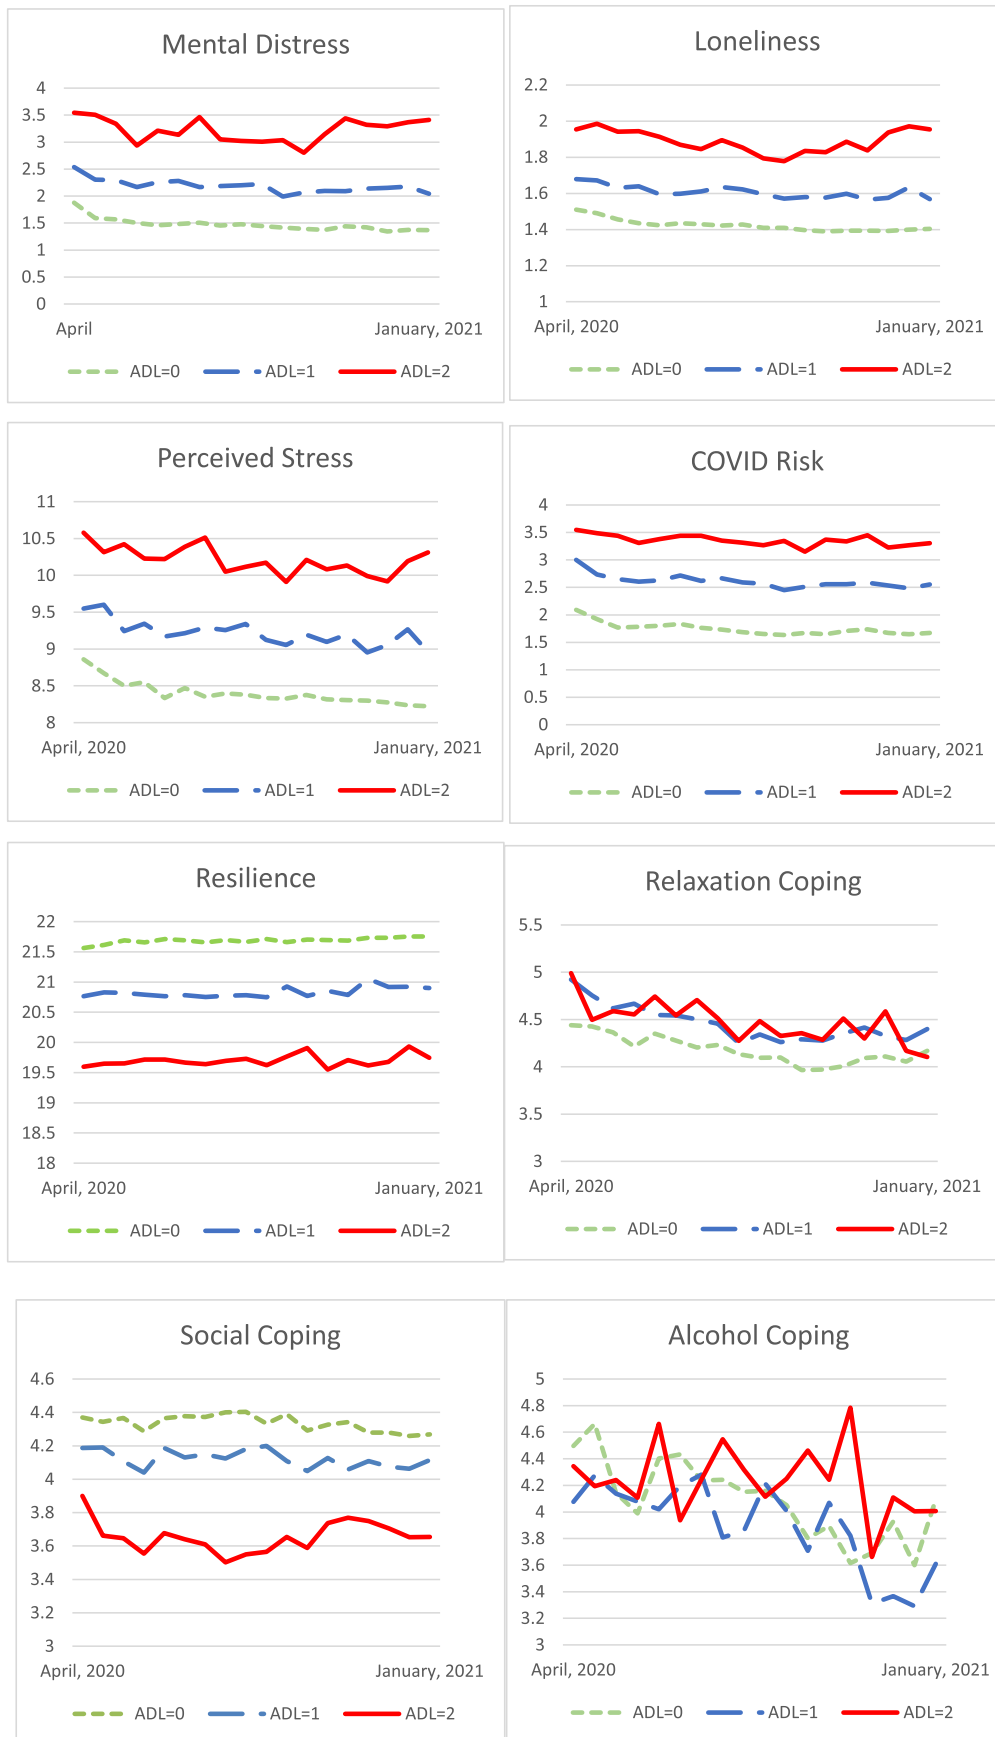 Mental Distress
4
3.5
3
2.5
2
1.5
1
0.5
0
April January, 2021
ADL=0 ADL=1 ADL=2
Loneliness
2.2
2
1.8
1.6
1.4
1.2
1
April, 2020 January, 2021
ADL=0 ADL=1 ADL=2
Perceived Stress
11
10.5
10
9.5
9
8.5
8
April, 2020 January, 2021
ADL=0 ADL=1 ADL=2
COVID Risk
4
3.5
3
2.5
2
1.5
1
0.5
0
April, 2020 January, 2021
ADL=0 ADL=1 ADL=2
Resilience
22
21.5
21
20.5
20
19.5
19
18.5
18
April, 2020 January, 2021
ADL=0 ADL=1 ADL=2
Relaxation Coping
5.5
5
4.5
4
3.5
3
April, 2020 January, 2021
ADL=0 ADL=1 ADL=2
Social Coping
4.6
4.4
4.2
4
3.8
3.6
3.4
3.2
3
April, 2020 January, 2021
ADL=0 ADL=1 ADL=2
Alcohol Coping
5
4.8
4.6
4.4
4.2
4
3.8
3.6
3.4
3.2
3
April, 2020 January, 2021
ADL=0 ADL=1 ADL=2